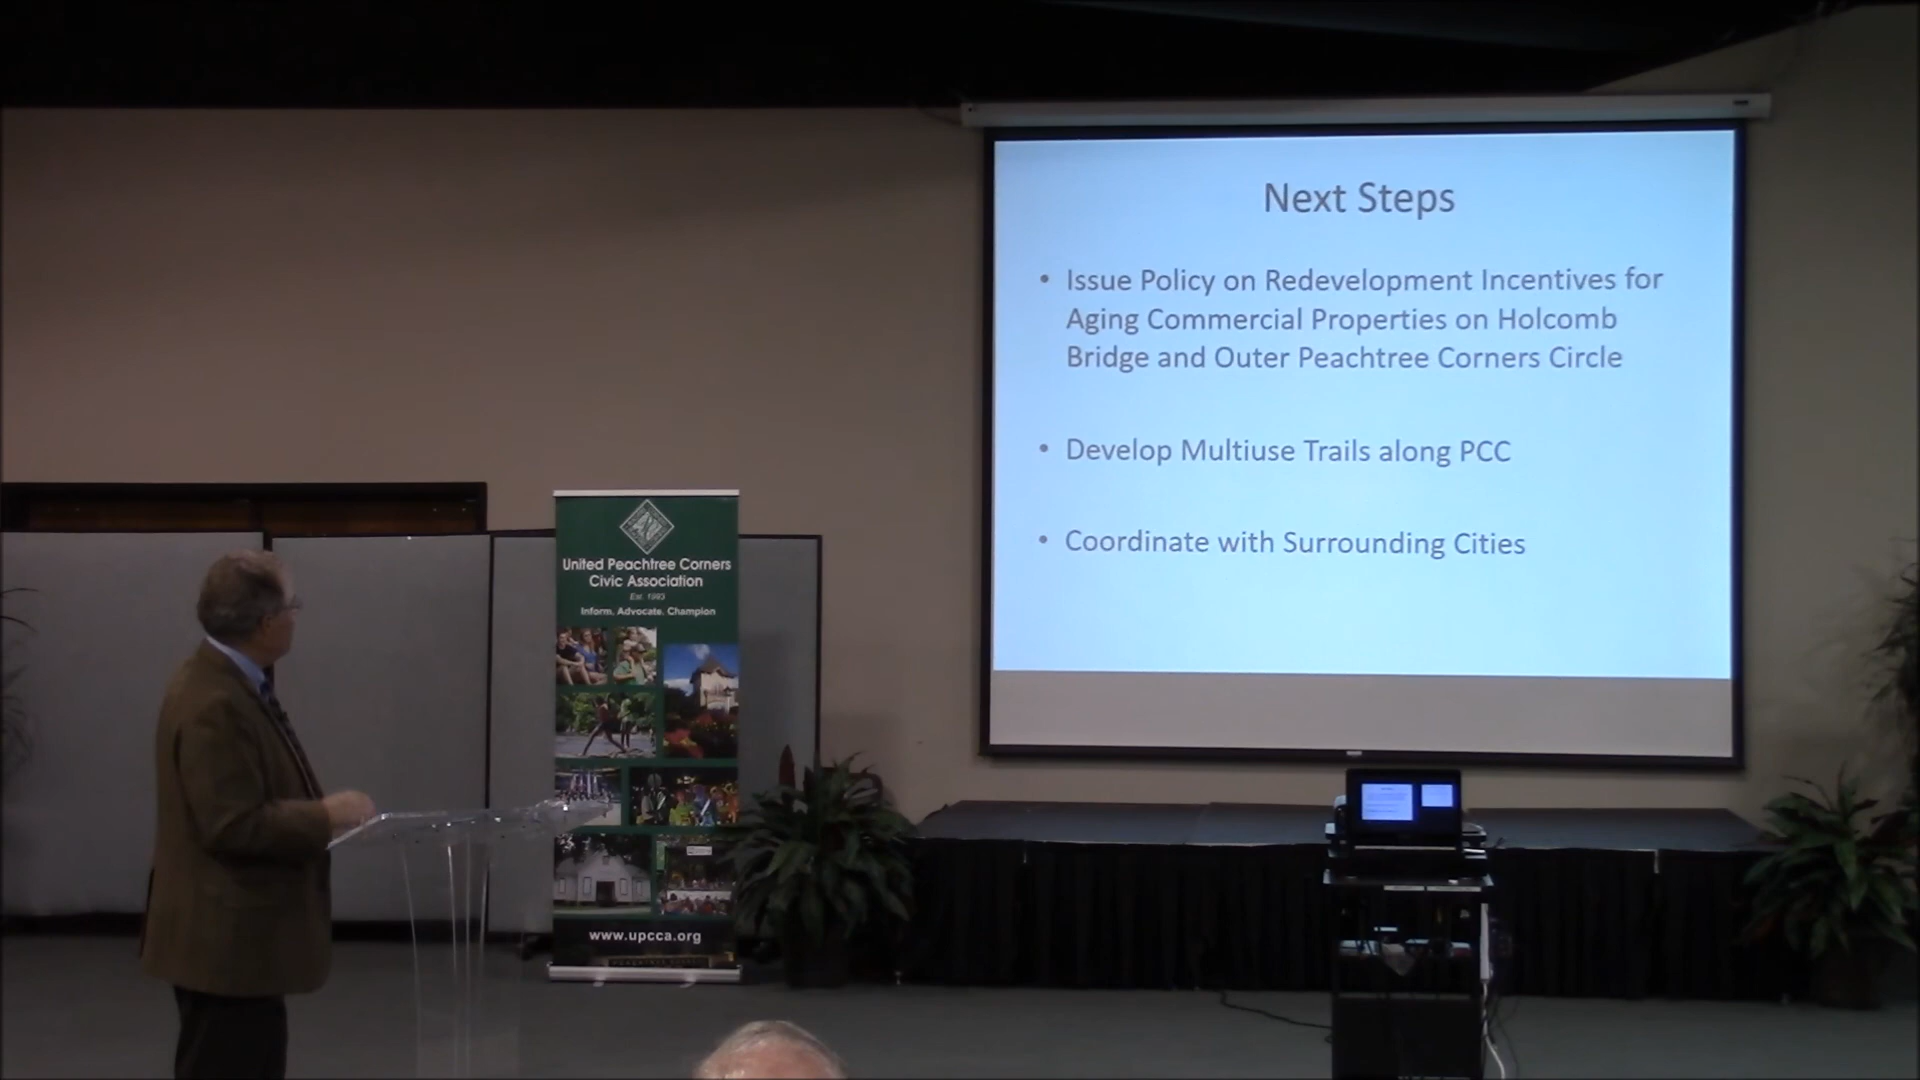 Next Steps
• Issue Policy on Redevelopment Incentives for
Aging Commercial Properties on Holcomb
Bridge and Outer Peachtree Corners Circle
• Develop Multiuse Trails along PCC
• Coordinate with Surrounding Cities
United Peachtree Corners
Civic Association
Est. 1993
Inform. Advocate. Champion
www.upcca.org